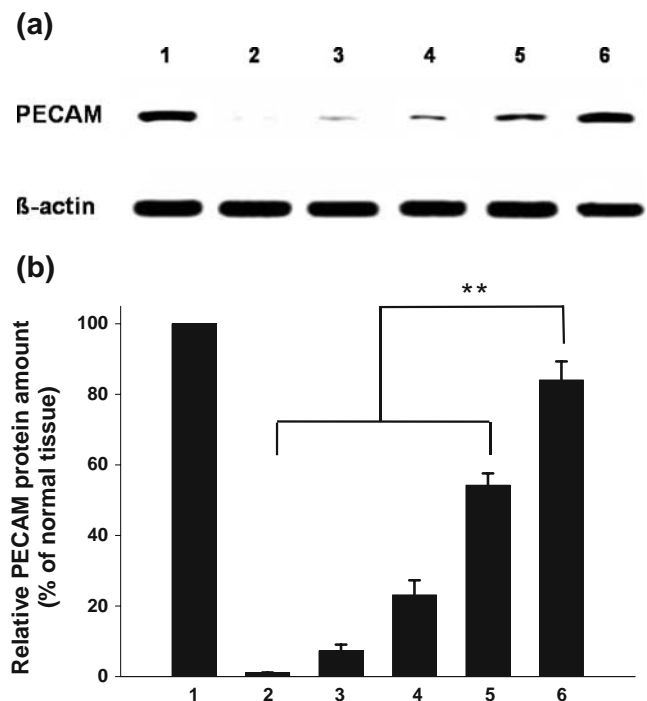 (a)
1 2 3 4 5 6
PECAM
ß-actin
(b)
Relative PECAM protein amount
(% of normal tissue)
100
80
60
40
20
0
**
1 2 3 4 5 6